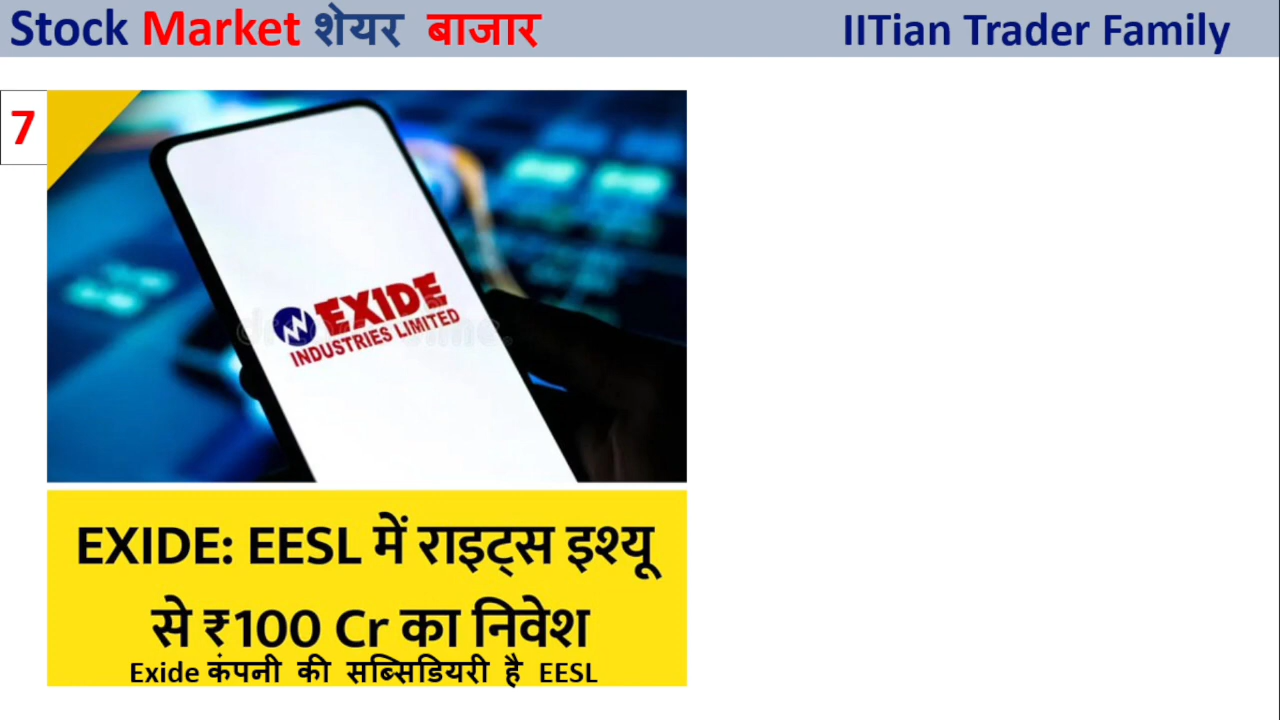 Stock Market शेयर बाजार
IITian Trader Family
7
EXIDE
INDUSTRIES LIMITED
EXIDE: EESL में राइट्स इश्यू
से ₹100 Cr का निवेश
Exide कंपनी की सब्सिडियरी है EESL